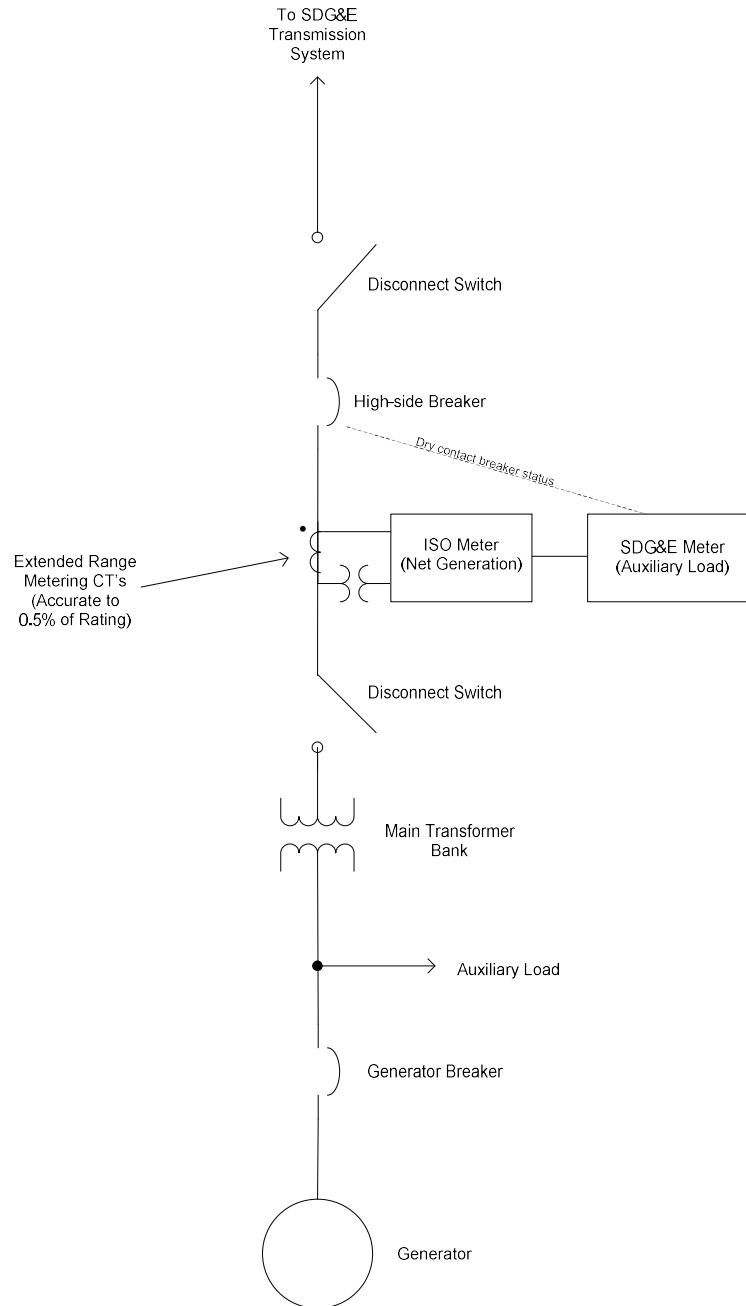 To SDG&E
Transmission
System
Disconnect Switch
High-side Breaker
Dry contact breaker status
ISO Meter
(Net Generation)
SDG&E Meter
(Auxiliary Load)
Extended Range
Metering CT's
(Accurate to
0.5% of Rating)
Disconnect Switch
Main Transformer
Bank
Auxiliary Load
Generator Breaker
Generator